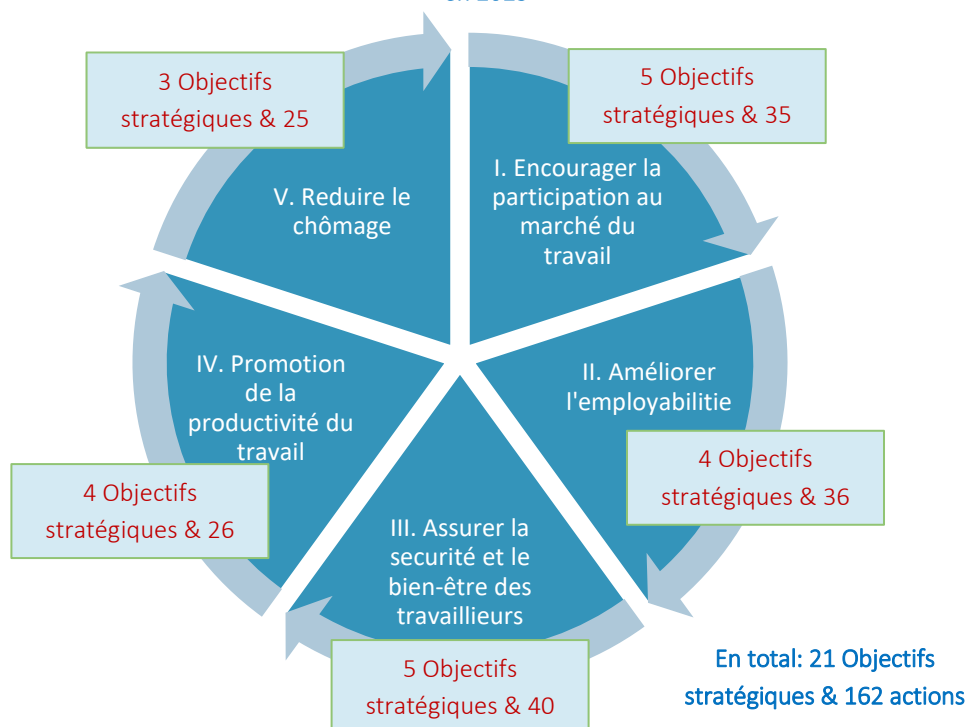 3 Objectifs
stratégiques & 25
5 Objectifs
stratégiques & 35
V. Reduire le
chômage
I. Encourager la
participation au
marché du
travail
IV. Promotion
de la
productivité du
travail
II. Améliorer
l'employabilitie
4 Objectifs
stratégiques & 26
4 Objectifs
stratégiques & 36
III. Assurer la
securité et le
bien-être des
travaillieurs
5 Objectifs
stratégiques & 40
En total: 21 Objectifs
stratégiques & 162 actions